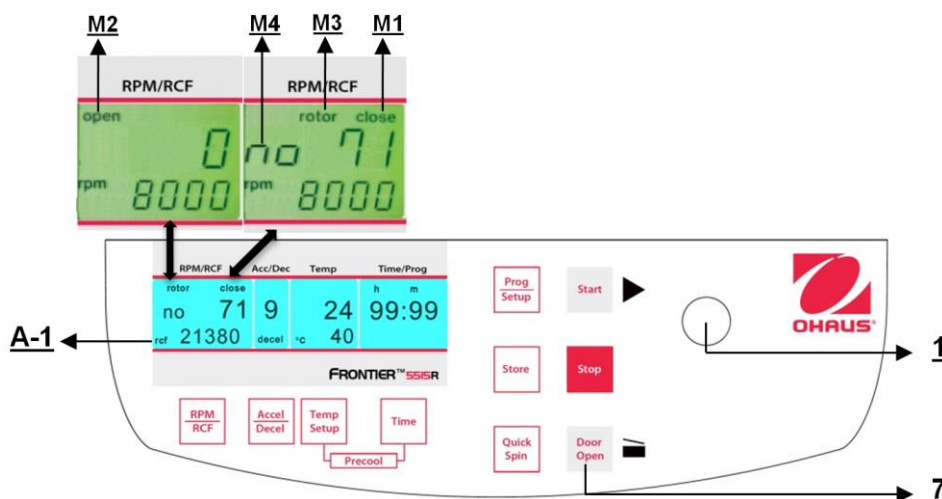 M2 M4 M3 M1
RPM/RCF RPM/RCF
open rotor close
0 no 71
rpm 8000 rpm 8000
RPM/RCF Acc/Dec Temp Time/Prog
rotor close h m
no 71 9 24 99:99
rcf 21380 decel °C 40
A-1
FRONTIER™ 5515R
RPM
RCF
Accel
Decel
Temp
Setup
Time
Precool
Prog
Setup
Start
Store
Stop
Quick
Spin
Door
Open
OHAUS®
1
7